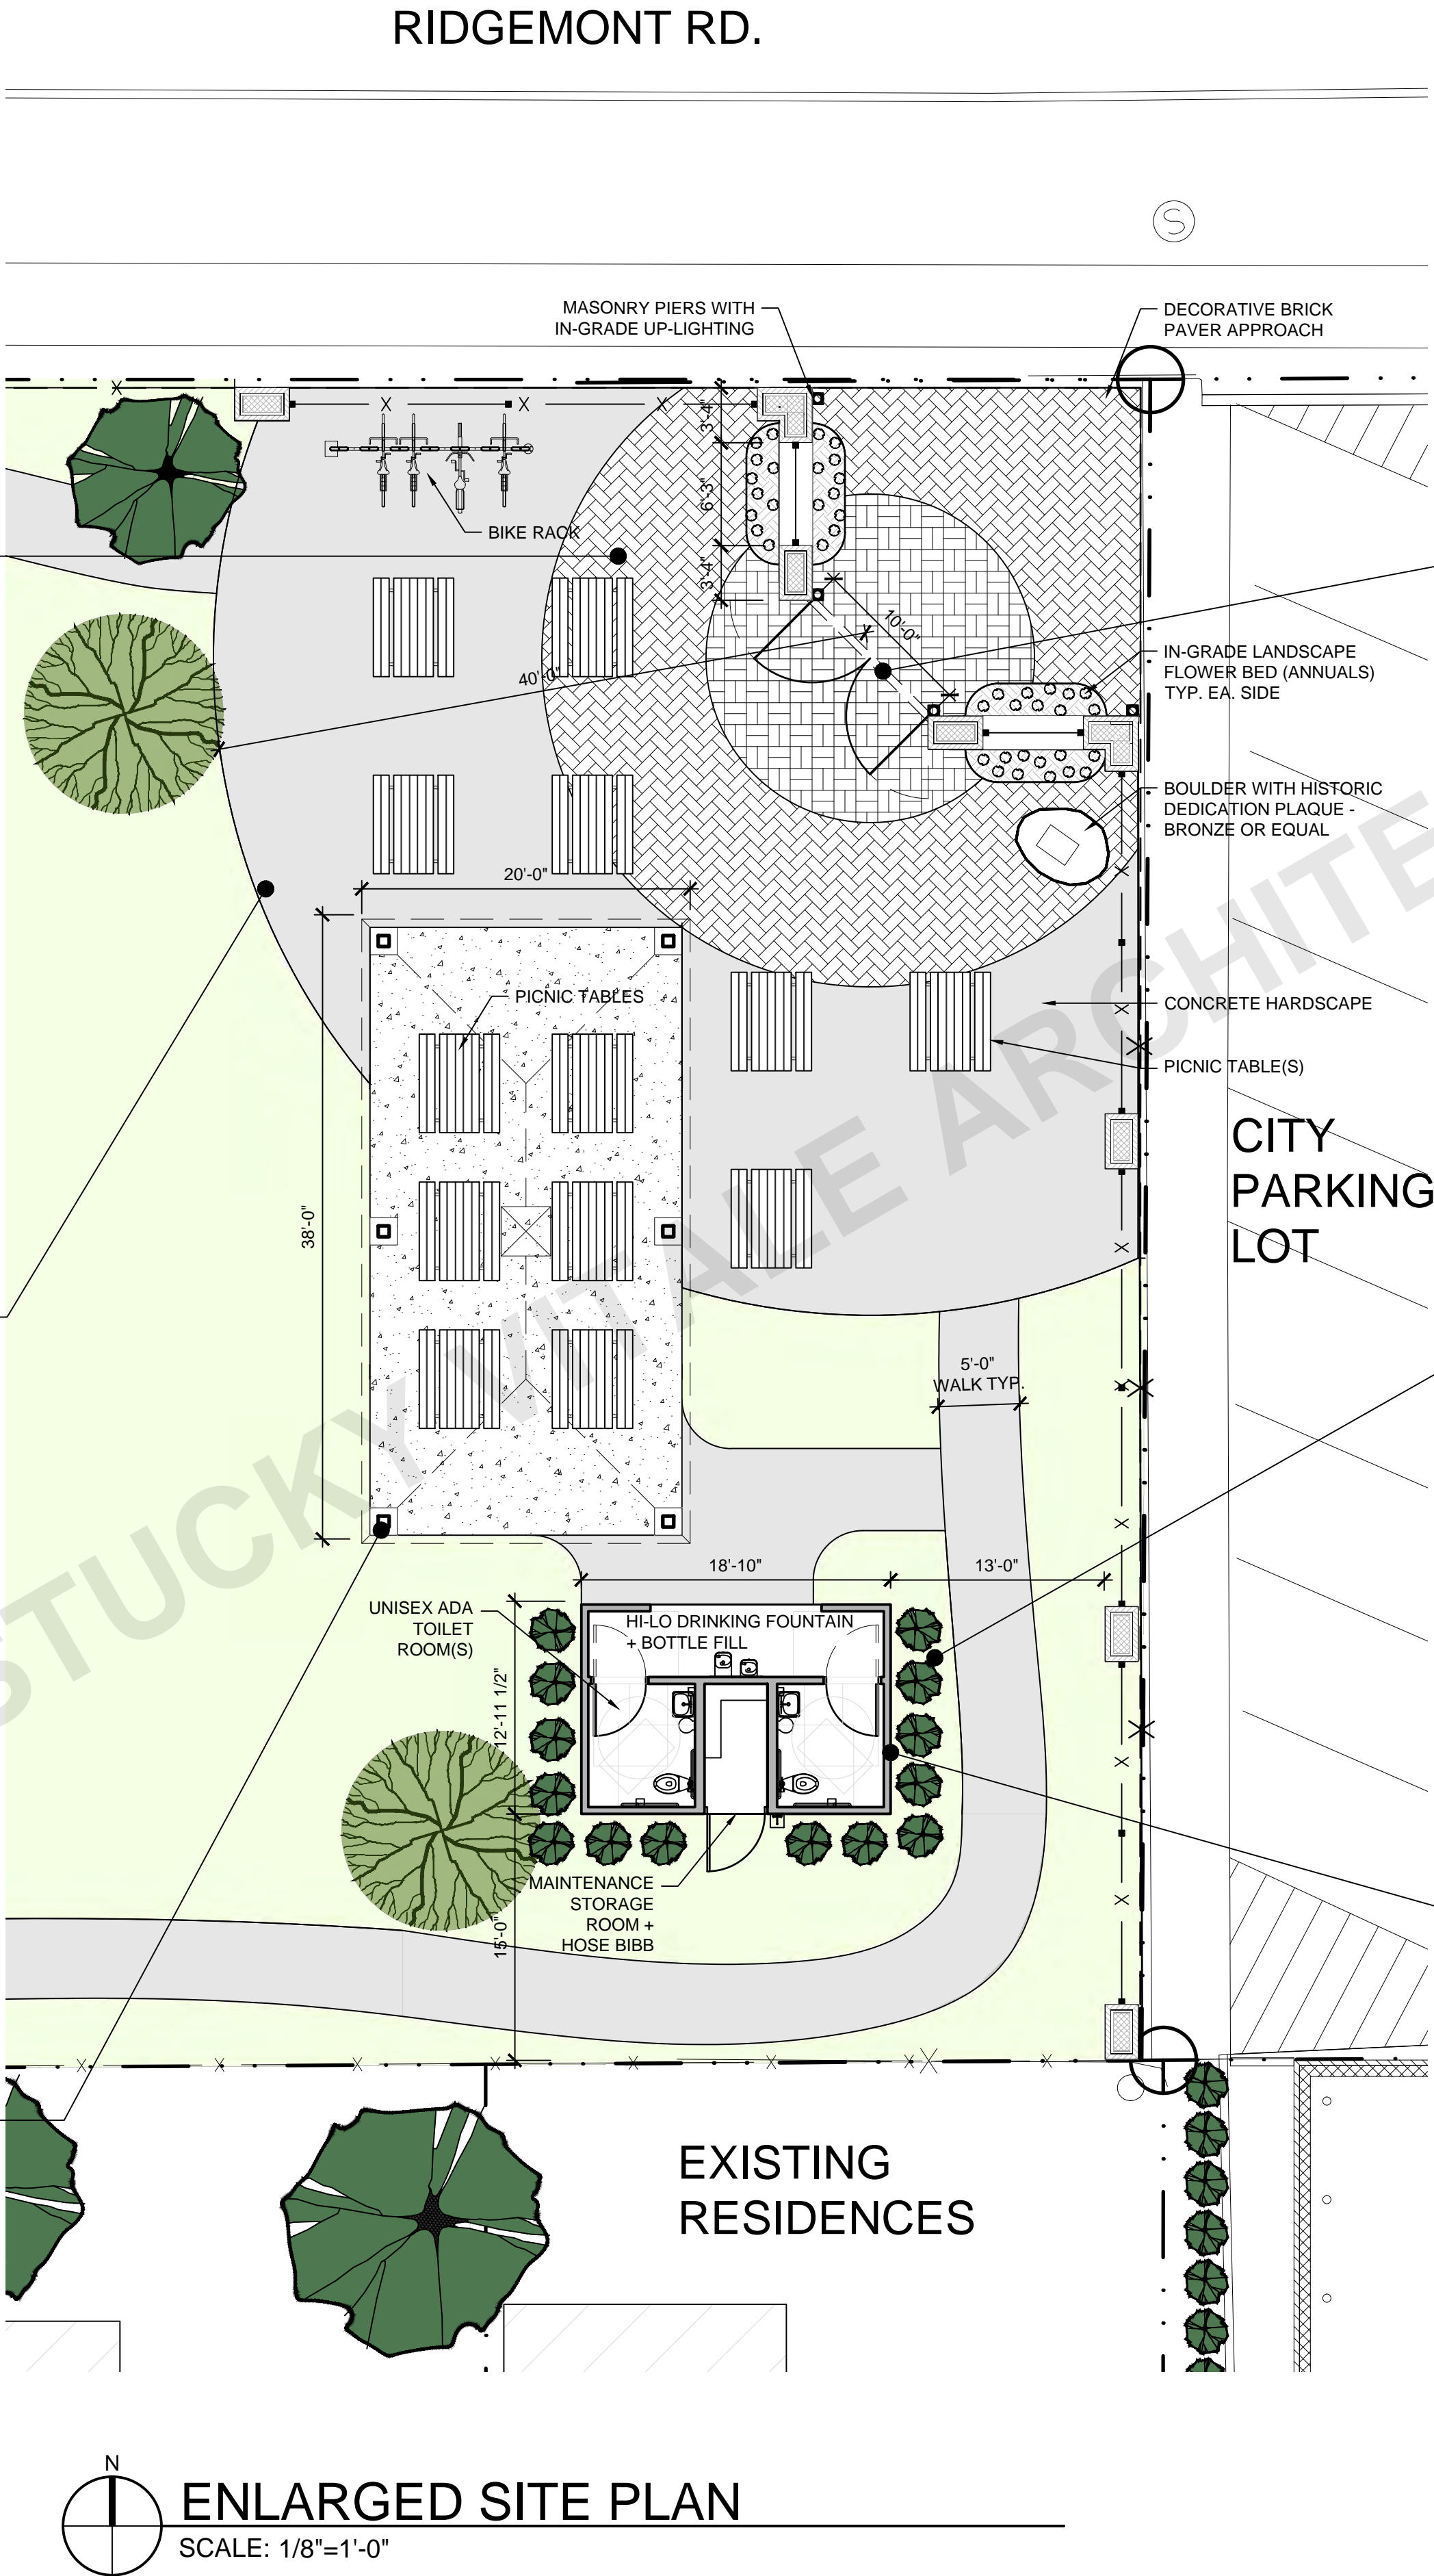 RIDGEMONT RD.
S
MASONRY PIERS WITH
IN-GRADE UP-LIGHTING
DECORATIVE BRICK
PAVER APPROACH
3'-4"
6'-3"
3'-4"
BIKE RACK
10'-0"
40'-0"
IN-GRADE LANDSCAPE
FLOWER BED (ANNUALS)
TYP. EA. SIDE
BOULDER WITH HISTORIC
DEDICATION PLAQUE -
BRONZE OR EQUAL
20'-0"
PICNIC TABLES
CONCRETE HARDSCAPE
PICNIC TABLE(S)
38'-0"
CITY
PARKING
LOT
STUCKY VITALE ARCHITE
5'-0"
WALK TYP.
18'-10"
13'-0"
UNISEX ADA
TOILET
ROOM(S)
HI-LO DRINKING FOUNTAIN
+ BOTTLE FILL
12'-11 1/2"
MAINTENANCE
STORAGE
ROOM +
HOSE BIBB
15'-0"
EXISTING
RESIDENCES
N
ENLARGED SITE PLAN
SCALE: 1/8"=1'-0"